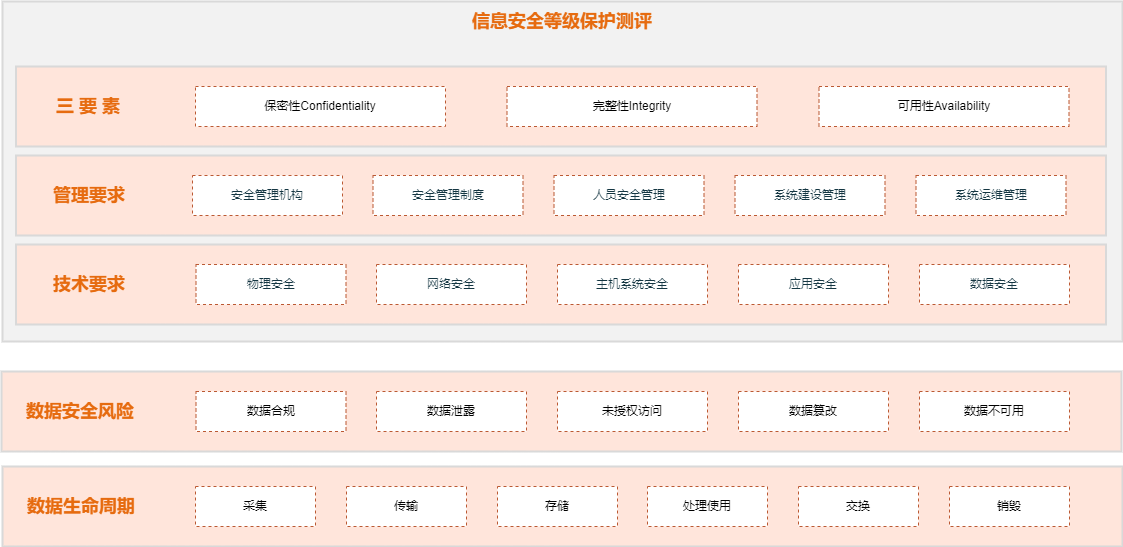 信息安全等级保护测评
三 要 素
保密性Confidentiality
完整性Integrity
可用性Availability
管理要求
安全管理机构
安全管理制度
人员安全管理
系统建设管理
系统运维管理
技术要求
物理安全
网络安全
主机系统安全
应用安全
数据安全
数据安全风险
数据合规
数据泄露
未授权访问
数据篡改
数据不可用
数据生命周期
采集
传输
存储
处理使用
交换
销毁